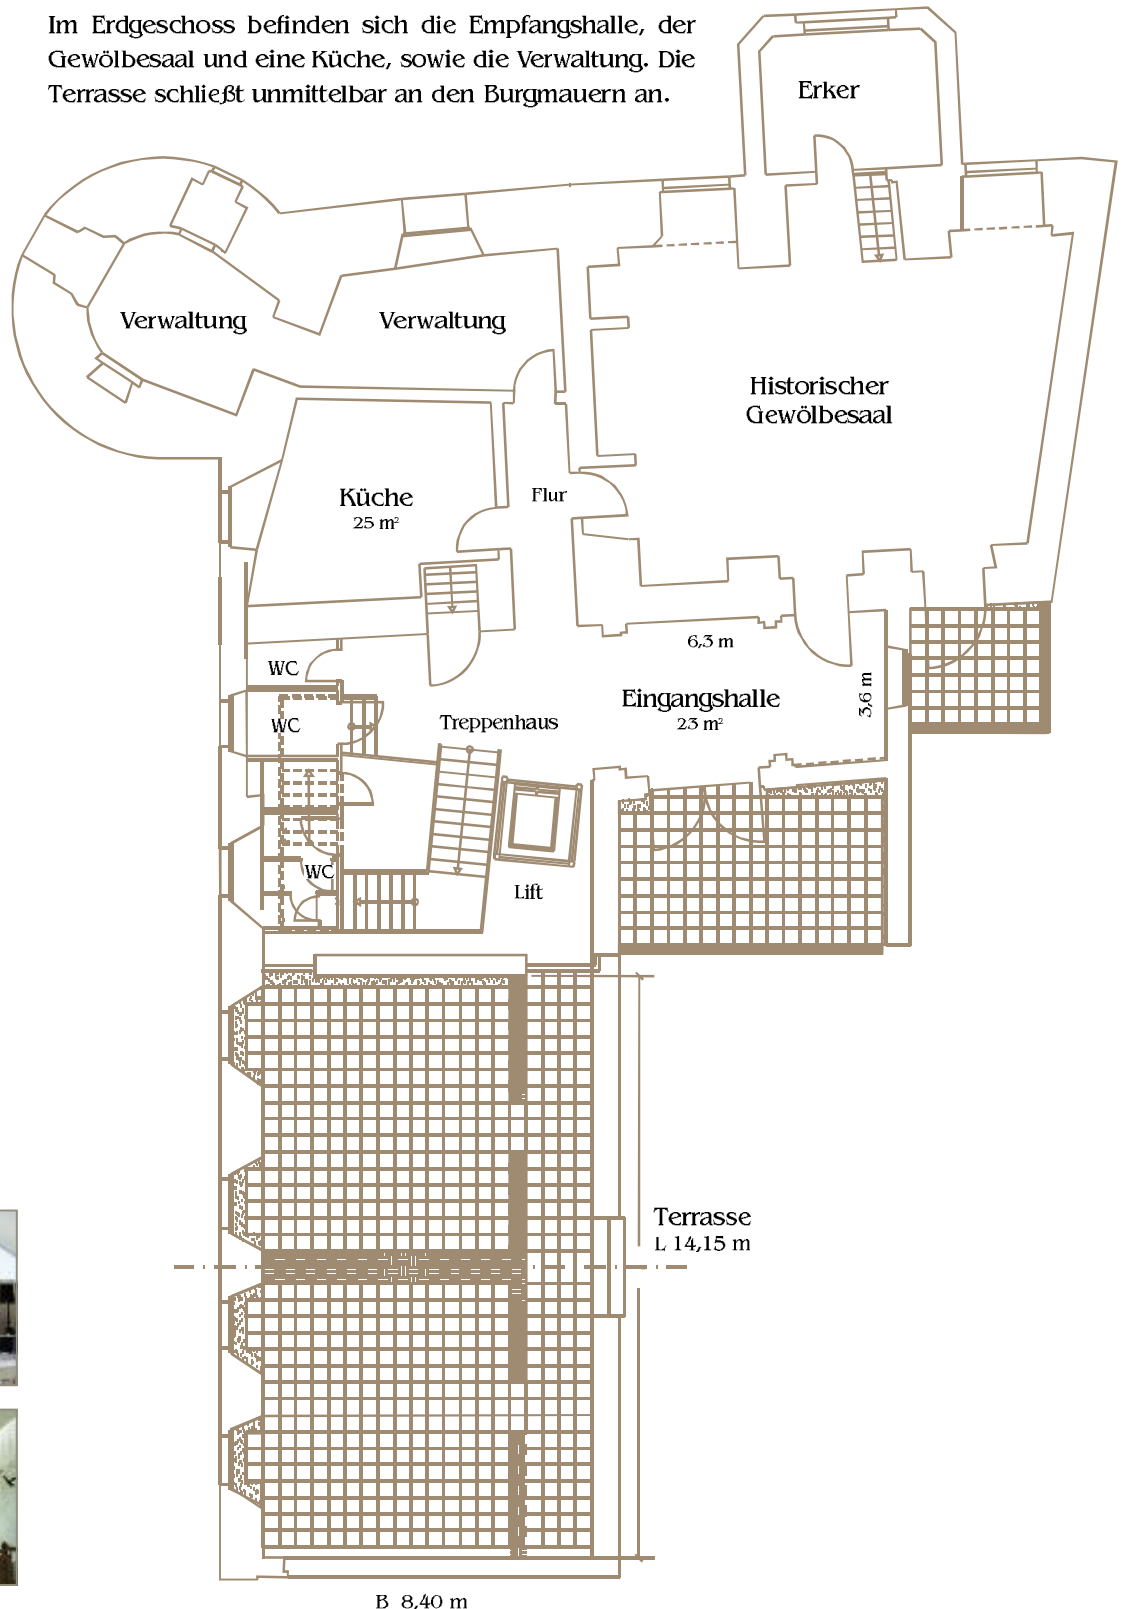 Im Erdgeschoss befinden sich die Empfangshalle, der
Gewölbesaal und eine Küche, sowie die Verwaltung. Die
Terrasse schließt unmittelbar an den Burgmauern an.
Erker
Verwaltung
Verwaltung
Historischer
Gewölbesaal
Küche
25 m²
Flur
6,3 m
WC
3,6 m
Eingangshalle
23 m²
WC
Treppenhaus
WC
Lift
Terrasse
L 14,15 m
B 8,40 m